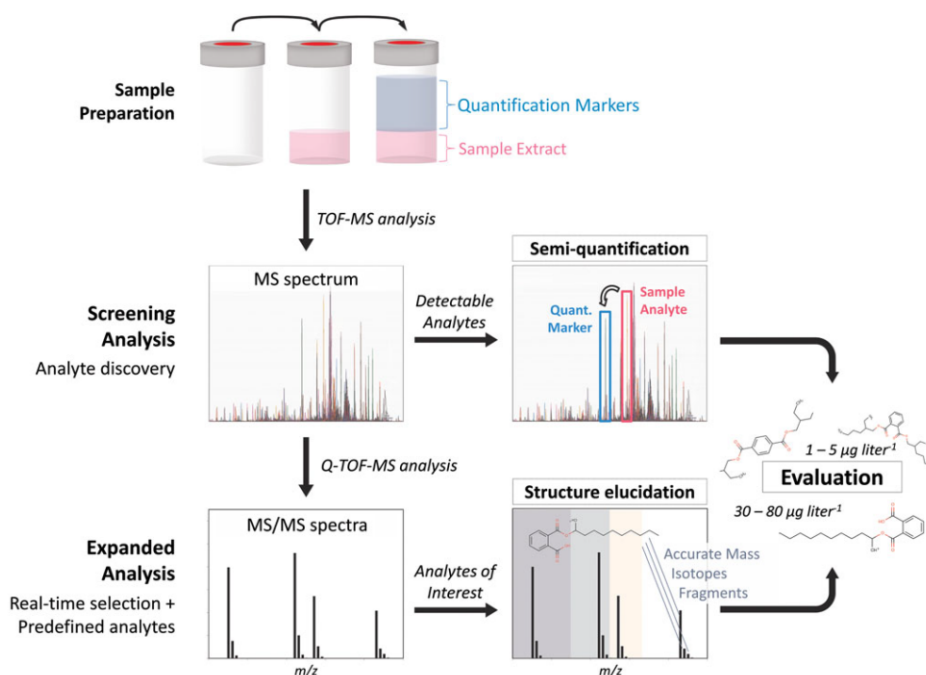 Sample
Preparation
Quantification Markers
Sample Extract
TOF-MS analysis
Semi-quantification
MS spectrum
Screening
Analysis
Analyte discovery
Detectable
Analytes
Quant.
Marker
Sample
Analyte
Q-TOF-MS analysis
1 – 5 µg liter-1
Evaluation
30 – 80 µg liter-1
Structure elucidation
MS/MS spectra
Expanded
Analysis
Real-time selection +
Predefined analytes
Analytes of
Interest
Accurate Mass
Isotopes
Fragments
m/z
m/z